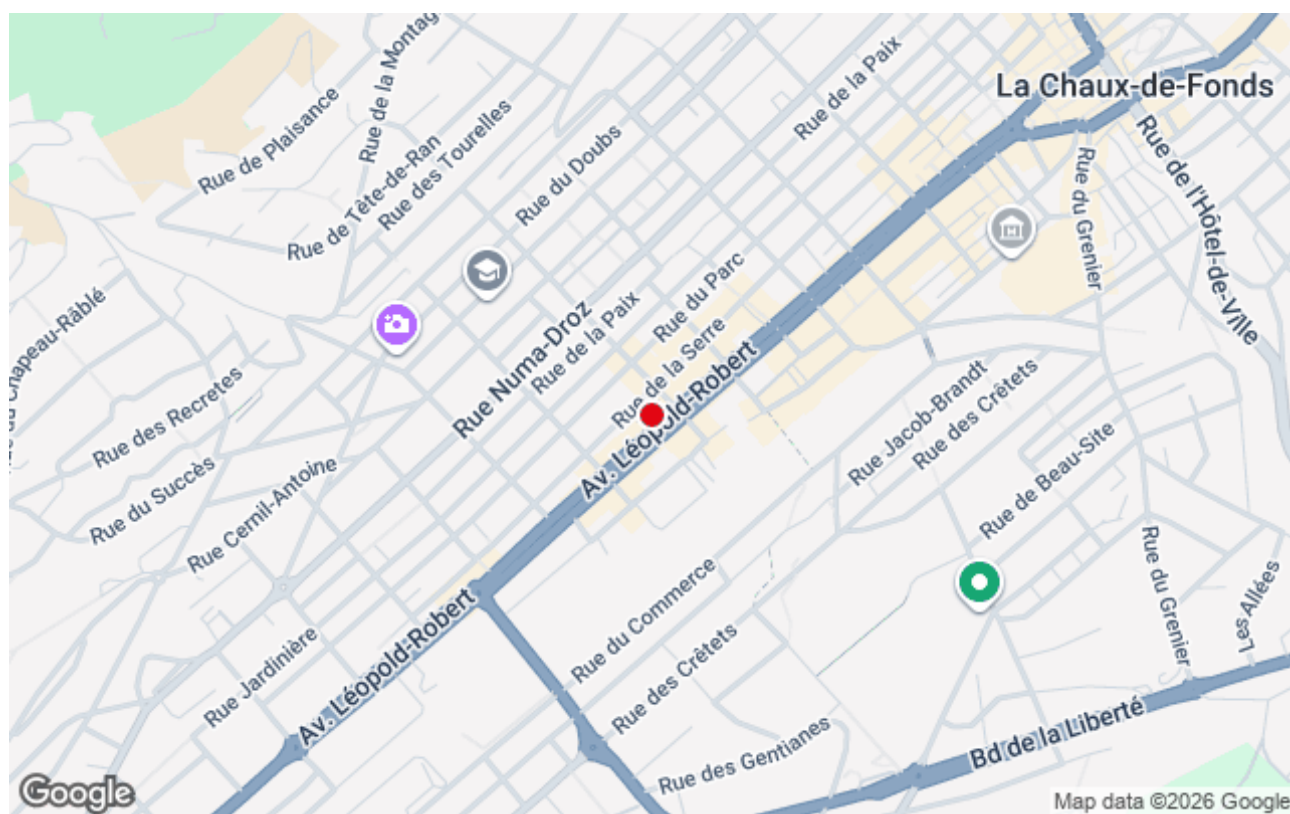 La Chaux-de-Fonds
Rue de la Montag
Rue de la Paix
Rue de Plaisance
Rue des Tourelles
Rue du Doubs
Rue de Tête-de-Ran
Rue de l'Hôtel-de-Ville
Rue du Grenier
Chapeau-Râblé
Rue du Parc
Rue de la Paix
Rue Numa-Droz
Rue de la Serre
Av. Léopold-Robert
Rue des Recretes
Rue Jacob-Brandt
Rue des Crêtets
Rue de Beau-Site
Rue du Succès
Rue Cernil-Antoine
Rue du Grenier
Les Allées
Rue du Commerce
Av. Léopold-Robert
Rue Jardinière
Rue des Crêtets
Bd de la Liberté
Rue des Gentianes
Google
Map data ©2026 Google